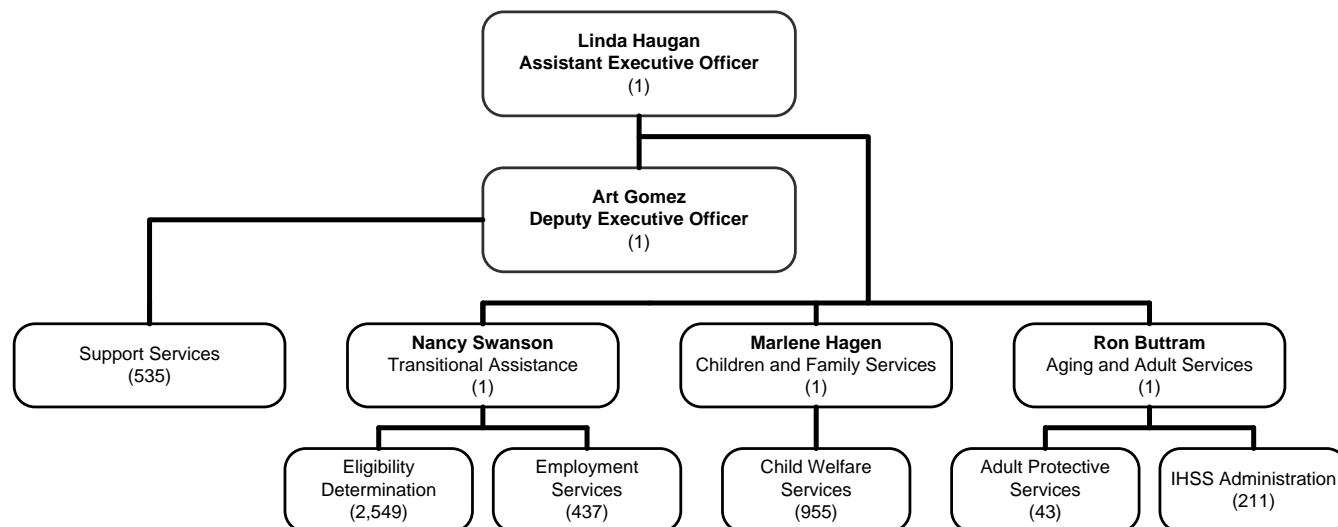 Linda Haugan
Assistant Executive Officer
(1)
Art Gomez
Deputy Executive Officer
(1)
Support Services
(535)
Nancy Swanson
Transitional Assistance
(1)
Marlene Hagen
Children and Family Services
(1)
Ron Buttram
Aging and Adult Services
(1)
Eligibility
Determination
(2,549)
Employment
Services
(437)
Child Welfare
Services
(955)
Adult Protective
Services
(43)
IHSS Administration
(211)